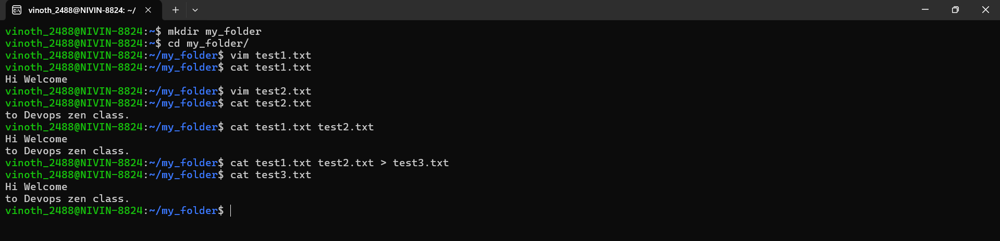 vinoth_2488@NIVIN-8824: ~/
vinoth_2488@NIVIN-8824:~$ mkdir my_folder
vinoth_2488@NIVIN-8824:~$ cd my_folder/
vinoth_2488@NIVIN-8824:~/my_folder$ vim test1.txt
vinoth_2488@NIVIN-8824:~/my_folder$ cat test1.txt
Hi Welcome
vinoth_2488@NIVIN-8824:~/my_folder$ vim test2.txt
vinoth_2488@NIVIN-8824:~/my_folder$ cat test2.txt
to Devops zen class.
vinoth_2488@NIVIN-8824:~/my_folder$ cat test1.txt test2.txt
Hi Welcome
to Devops zen class.
vinoth_2488@NIVIN-8824:~/my_folder$ cat test1.txt test2.txt > test3.txt
vinoth_2488@NIVIN-8824:~/my_folder$ cat test3.txt
Hi Welcome
to Devops zen class.
vinoth_2488@NIVIN-8824:~/my_folder$